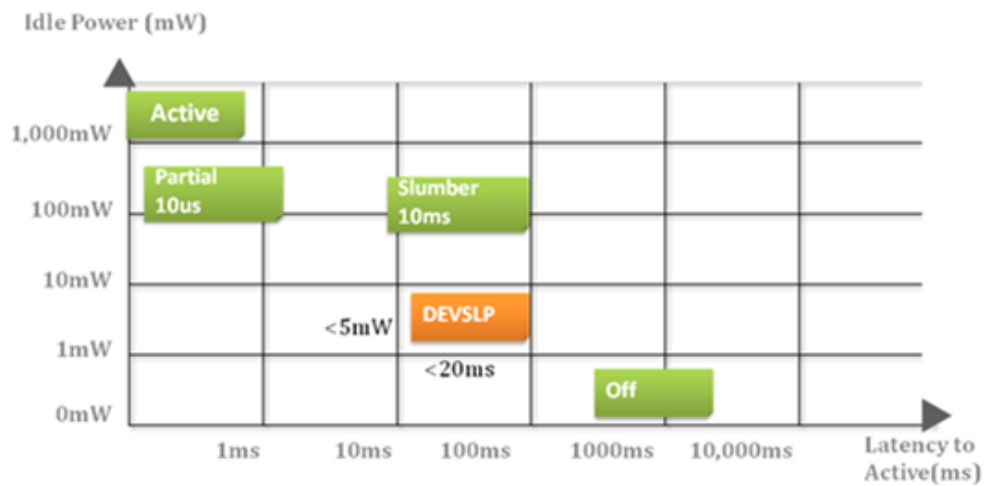 Idle Power (mW)
Active
1,000mW
Partial
10us
Slumber
10ms
100mW
10mW
DEVSLP
<5mW
1mW
<20ms
Off
0mW
1ms
10ms
100ms
1000ms
10,000ms
Latency to
Active(ms)